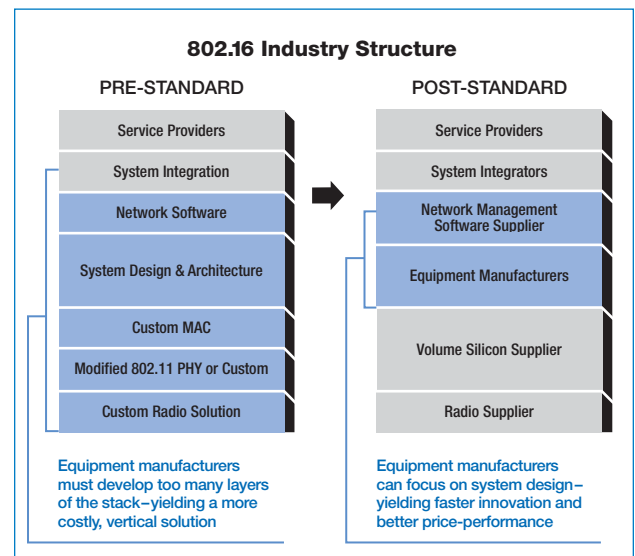 802.16 Industry Structure
PRE-STANDARD
Service Providers
System Integration
Network Software
System Design & Architecture
Custom MAC
Modified 802.11 PHY or Custom
Custom Radio Solution
Equipment manufacturers
must develop too many layers
of the stack–yielding a more
costly, vertical solution
POST-STANDARD
Service Providers
System Integrators
Network Management
Software Supplier
Equipment Manufacturers
Volume Silicon Supplier
Radio Supplier
Equipment manufacturers
can focus on system design–
yielding faster innovation and
better price-performance